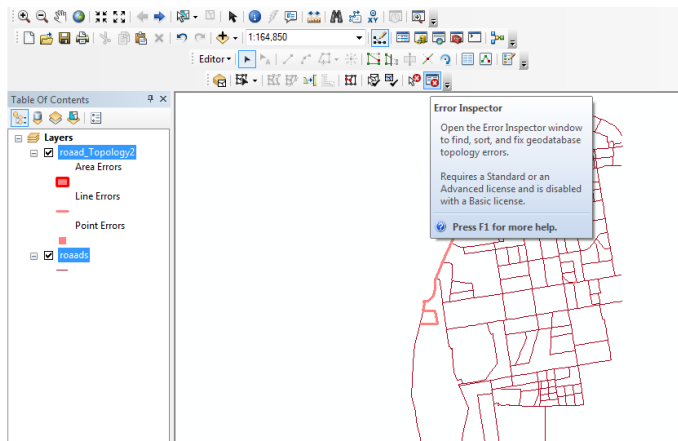 1:164,850
Editor
Table Of Contents
Layers
roaad_Topology2
Area Errors
Line Errors
Point Errors
roaads
Error Inspector
Open the Error Inspector window
to find, sort, and fix geodatabase
topology errors.
Requires a Standard or an
Advanced license and is disabled
with a Basic license.
Press F1 for more help.